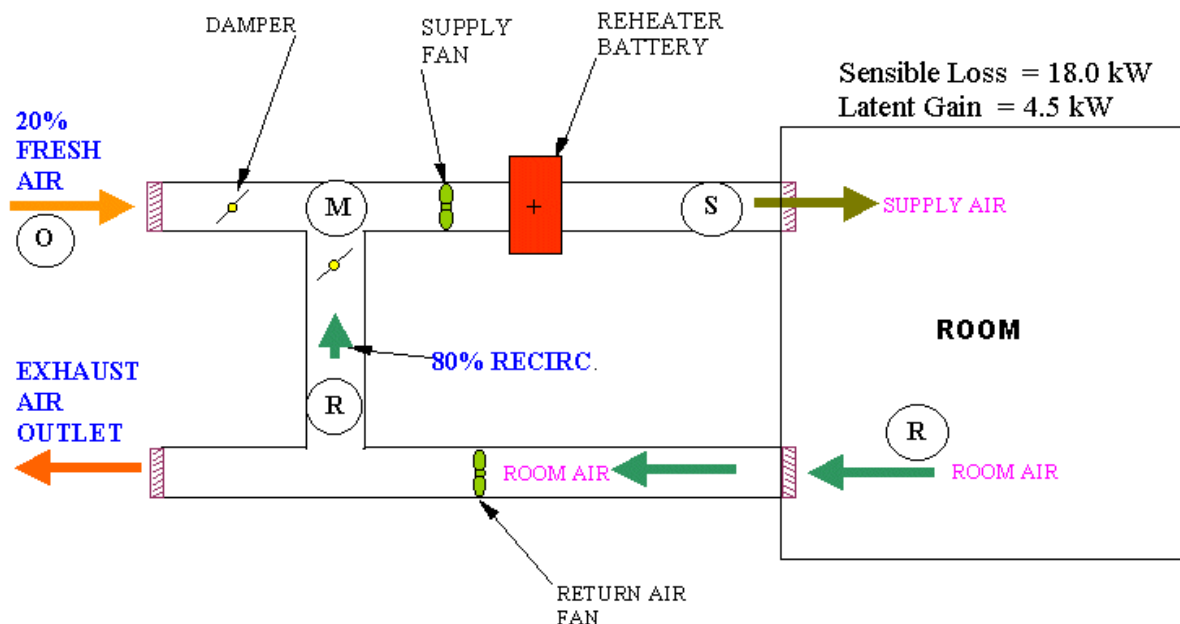 DAMPER
SUPPLY
FAN
REHEATER
BATTERY
Sensible Loss = 18.0 kW
Latent Gain = 4.5 kW
20%
FRESH
AIR
O
M
+
S
SUPPLY AIR
ROOM
80% RECIRC.
EXHAUST
AIR
OUTLET
R
R
ROOM AIR
ROOM AIR
RETURN AIR
FAN